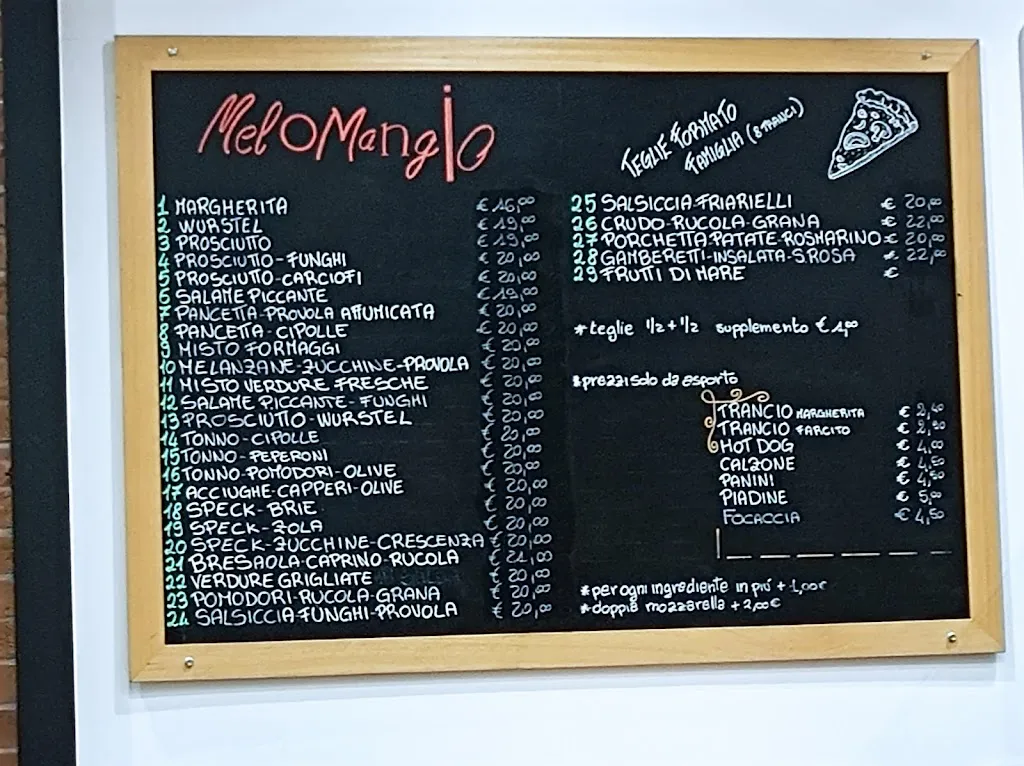 MeloMangio
TEGLIE FORMATO
FAMIGLIA (8 TRANCI)
1 MARGHERITA € 16,00
2 WURSTEL € 19,00
3 PROSCIUTTO € 19,00
4 PROSCIUTTO-FUNGHI € 20,00
5 PROSCIUTTO-CARCIOFI € 20,00
6 SALAME PICCANTE € 19,00
7 PANCETTA-PROVOLA AFFUMICATA € 20,00
8 PANCETTA-CIPOLLE € 20,00
9 MISTO FORMAGGI € 20,00
10 MELANZANE-ZUCCHINE-PROVOLA € 20,00
11 MISTO VERDURE FRESCHE € 20,00
12 SALAME PICCANTE-FUNGHI € 20,00
13 PROSCIUTTO-WURSTEL € 20,00
14 TONNO-CIPOLLE € 20,00
15 TONNO-PEPERONI € 20,00
16 TONNO-POMODORI-OLIVE € 20,00
17 ACCIUGHE-CAPPERI-OLIVE € 20,00
18 SPECK-BRIE € 20,00
19 SPECK-ZOLA € 20,00
20 SPECK-ZUCCHINE-CRESCENZA € 20,00
21 BRESAOLA-CAPRINO-RUCOLA € 21,00
22 VERDURE GRIGLIATE € 20,00
23 POMODORI-RUCOLA-GRANA € 20,00
24 SALSICCIA-FUNGHI-PROVOLA € 20,00
25 SALSICCIA-FRIARIELLI € 20,00
26 CRUDO-RUCOLA-GRANA € 22,00
27 PORCHETTA-PATATE-ROSMARINO € 20,00
28 GAMBERETTI-INSALATA-S.ROSA € 22,00
29 FRUTTI DI MARE €
*teglie 1/2+1/2 supplemento € 1,00
*prezzi solo da asporto
TRANCIO MARGHERITA € 2,40
TRANCIO FARCITO € 2,90
HOT DOG € 4,00
CALZONE € 4,50
PANINI € 4,50
PIADINE € 5,00
FOCACCIA € 4,50
*per ogni ingrediente in più +1,00€
*doppia mozzarella +2,00€